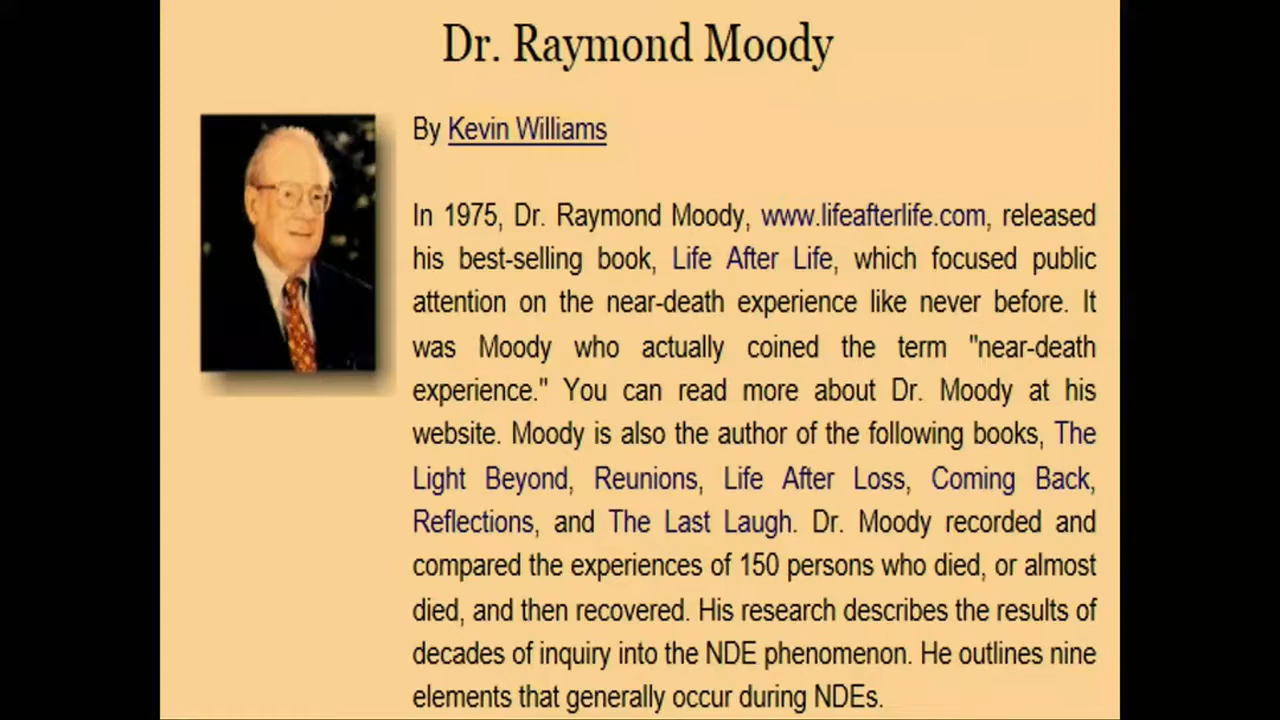 Dr. Raymond Moody
By Kevin Williams
In 1975, Dr. Raymond Moody, www.lifeafterlife.com, released
his best-selling book, Life After Life, which focused public
attention on the near-death experience like never before. It
was Moody who actually coined the term "near-death
experience." You can read more about Dr. Moody at his
website. Moody is also the author of the following books, The
Light Beyond, Reunions, Life After Loss, Coming Back,
Reflections, and The Last Laugh. Dr. Moody recorded and
compared the experiences of 150 persons who died, or almost
died, and then recovered. His research describes the results of
decades of inquiry into the NDE phenomenon. He outlines nine
elements that generally occur during NDEs.